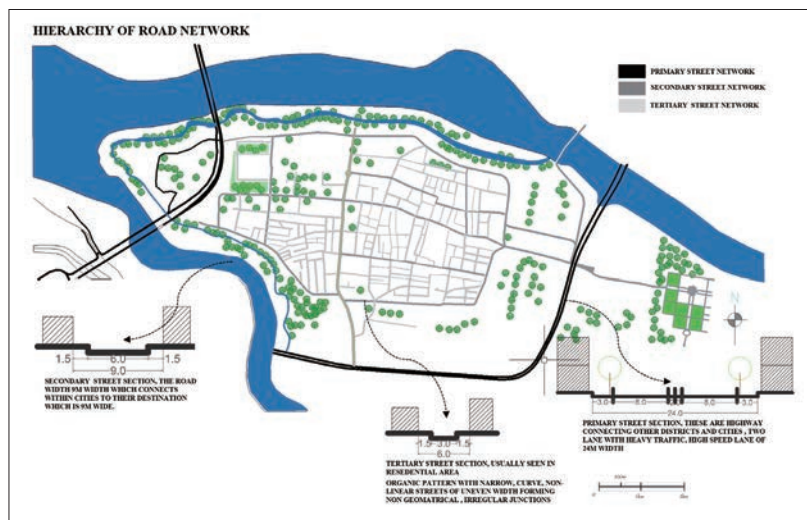 HIERARCHY OF ROAD NETWORK
PRIMARY STREET NETWORK
SECONDARY STREET NETWORK
TERTIARY STREET NETWORK
N
1.5 6.0 1.5
9.0
SECONDARY STREET SECTION, THE ROAD
WIDTH 9M WIDTH WHICH CONNECTS
WITHIN CITIES TO THEIR DESTINATION
WHICH IS 9M WIDE.
1.5 3.0 1.5
6.0
TERTIARY STREET SECTION, USUALLY SEEN IN
RESEDENTIAL AREA
ORGANIC PATTERN WITH NARROW, CURVE, NON-
LINEAR STREETS OF UNEVEN WIDTH FORMING
NON GEOMATRICAL , IRREGULAR JUNCTIONS
3.0
3.0
24.0
PRIMARY STREET SECTION, THESE ARE HIGHWAY
CONNECTING OTHER DISTRICTS AND CITIES , TWO
LANE WITH HEAVY TRAFFIC, HIGH SPEED LANE OF
24M WIDTH